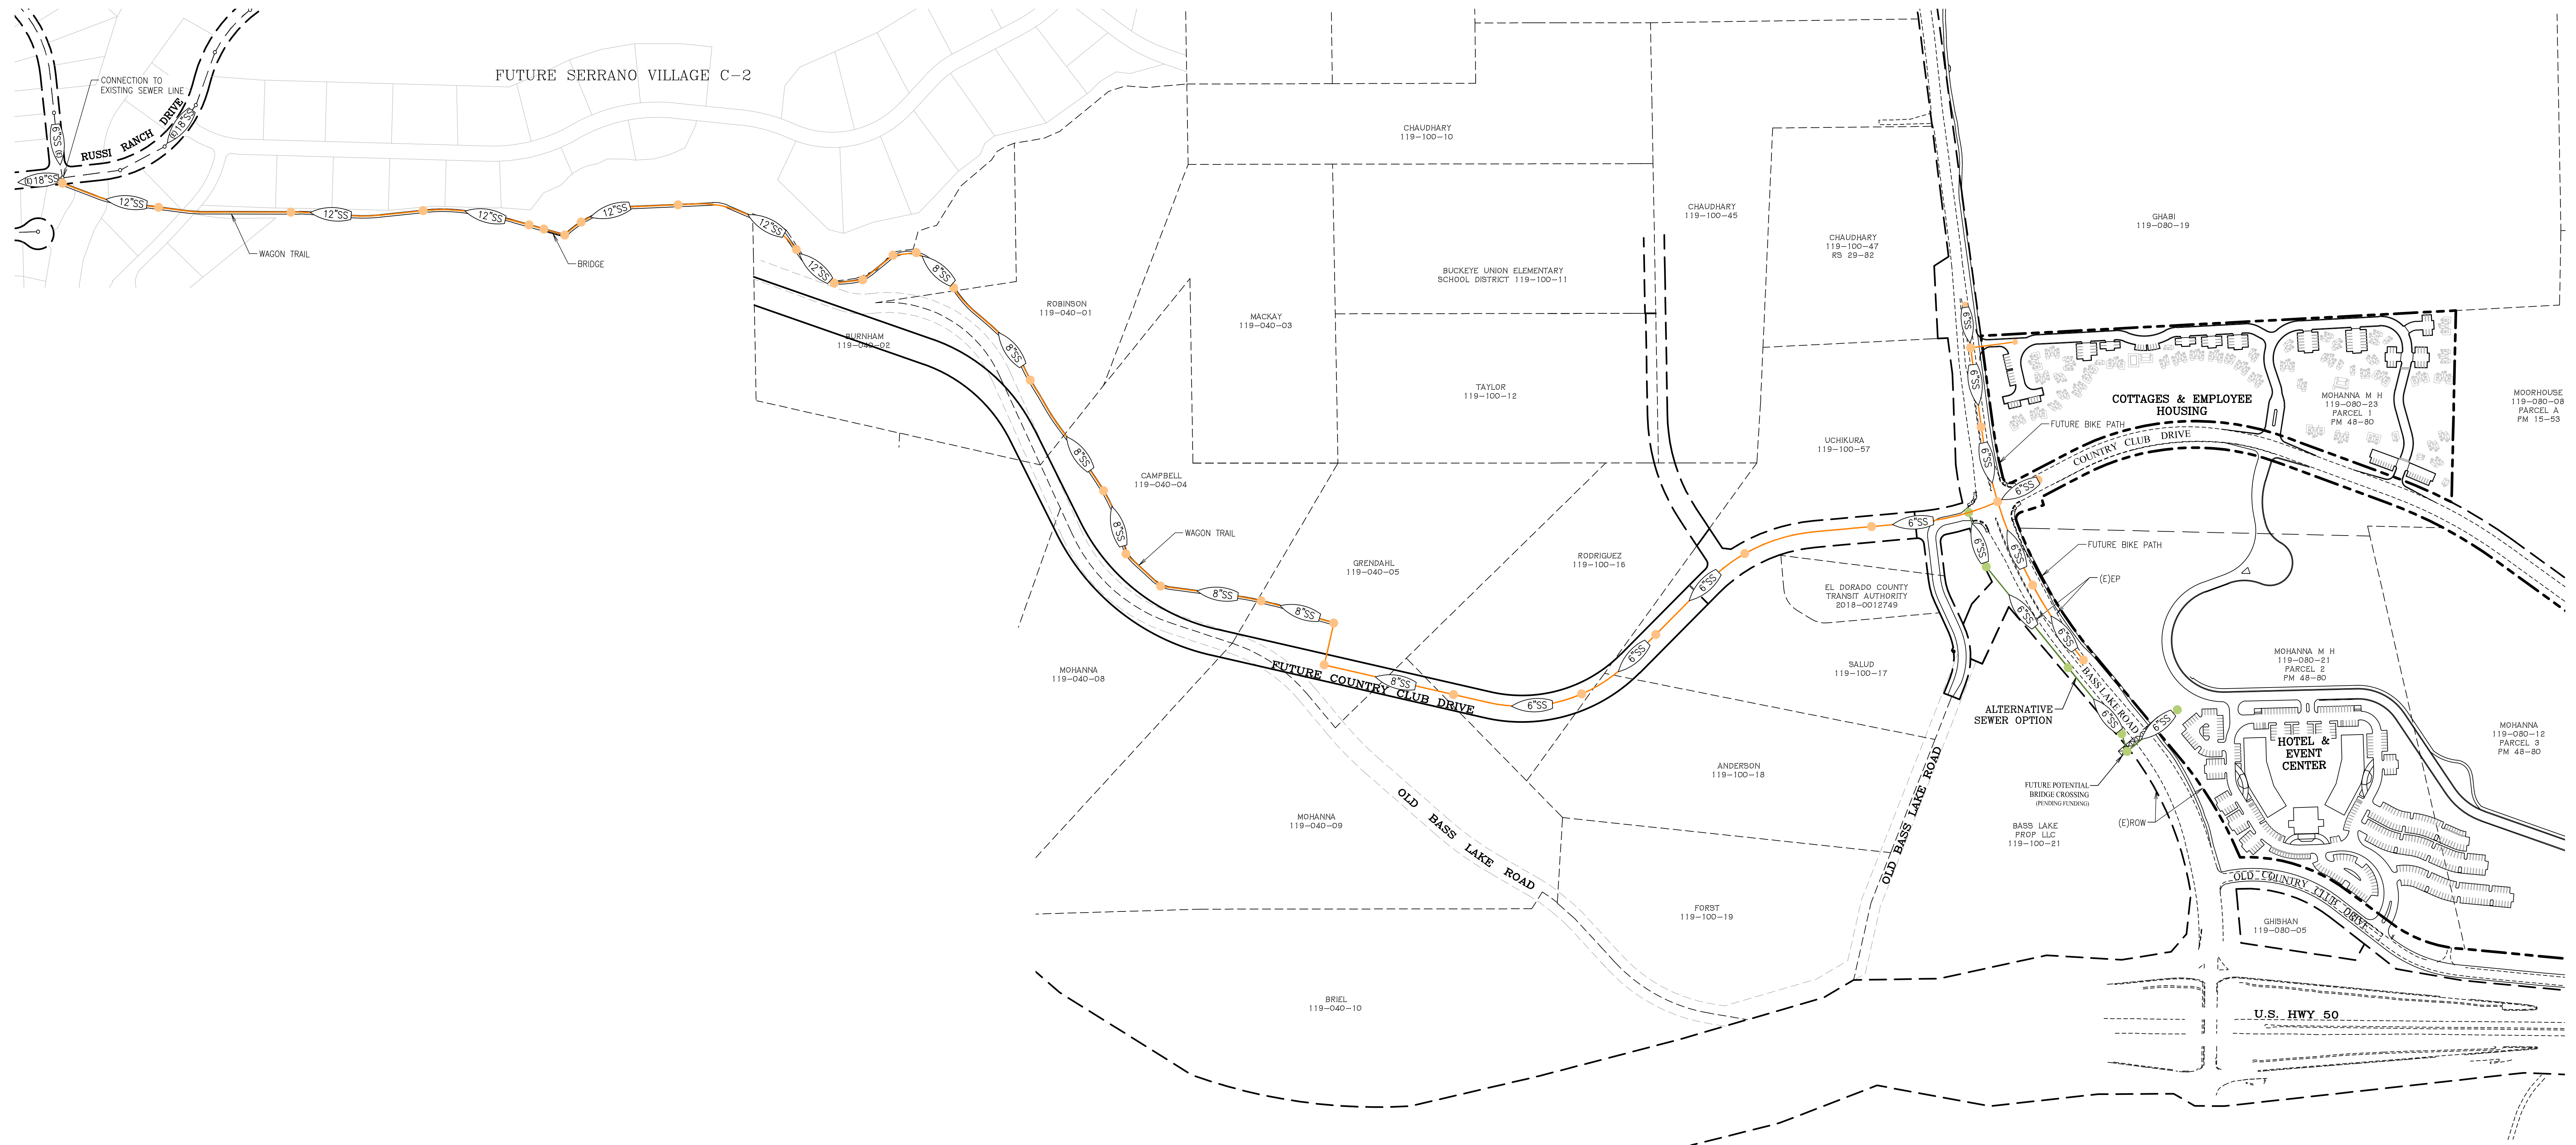 FUTURE SERRANO VILLAGE C-2
CONNECTION TO
EXISTING SEWER LINE
RUSSI RANCH DRIVE
(E)18"SS
6"SS (E)
(E)18"SS
12"SS
12"SS
12"SS
12"SS
12"SS
12"SS
WAGON TRAIL
BRIDGE
8"SS
8"SS
8"SS
8"SS
8"SS
8"SS
8"SS
WAGON TRAIL
BURNHAM
119-040-02
ROBINSON
119-040-01
MACKAY
119-040-03
CAMPBELL
119-040-04
GRENDAHL
119-040-05
MOHANNA
119-040-08
MOHANNA
119-040-09
BRIEL
119-040-10
CHAUDHARY
119-100-10
BUCKEYE UNION ELEMENTARY
SCHOOL DISTRICT 119-100-11
TAYLOR
119-100-12
RODRIGUEZ
119-100-16
CHAUDHARY
119-100-45
CHAUDHARY
119-100-47
RS 29-82
UCHIKURA
119-100-57
EL DORADO COUNTY
TRANSIT AUTHORITY
2018-0012749
SALUD
119-100-17
ANDERSON
119-100-18
FORST
119-100-19
FUTURE COUNTRY CLUB DRIVE
6"SS
6"SS
6"SS
6"SS
OLD BASS LAKE ROAD
OLD BASS LAKE ROAD
GHABI
119-080-19
6"SS
6"SS
6"SS
6"SS
COTTAGES & EMPLOYEE
HOUSING
MOHANNA M H
119-080-23
PARCEL 1
PM 48-80
MOORHOUSE
119-080-08
PARCEL A
PM 15-53
FUTURE BIKE PATH
COUNTRY CLUB DRIVE
FUTURE BIKE PATH
(E)EP
6"SS
6"SS
6"SS
6"SS
6"SS
6"SS
BASS LAKE ROAD
ALTERNATIVE
SEWER OPTION
FUTURE POTENTIAL
BRIDGE CROSSING
(PENDING FUNDING)
(E)ROW
BASS LAKE
PROP LLC
119-100-21
MOHANNA M H
119-080-21
PARCEL 2
PM 48-80
HOTEL &
EVENT
CENTER
MOHANNA
119-080-12
PARCEL 3
PM 48-80
OLD COUNTRY CLUB DRIVE
GHISHAN
119-080-05
U.S. HWY 50